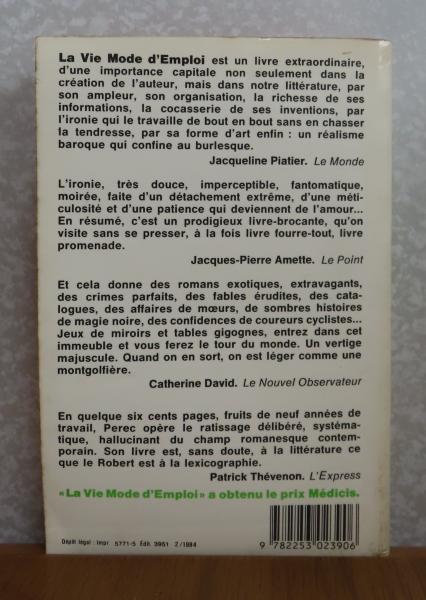 La Vie Mode d'Emploi est un livre extraordinaire,
d'une importance capitale non seulement dans la
création de l'auteur, mais dans notre littérature, par
son ampleur, son organisation, la richesse de ses
informations, la cocasserie de ses inventions, par
l'ironie qui le travaille de bout en bout sans en chasser
la tendresse, par sa forme d'art enfin : un réalisme
baroque qui confine au burlesque.
Jacqueline Piatier. Le Monde
L'ironie, très douce, imperceptible, fantomatique,
moirée, faite d'un détachement extrême, d'une méti-
culosité et d'une patience qui deviennent de l'amour...
En résumé, c'est un prodigieux livre-brocante, qu'on
visite sans se presser, à la fois livre fourre-tout, livre
promenade.
Jacques-Pierre Amette. Le Point
Et cela donne des romans exotiques, extravagants,
des crimes parfaits, des fables érudites, des cata-
logues, des affaires de mœurs, de sombres histoires
de magie noire, des confidences de coureurs cyclistes...
Jeux de miroirs et tables gigognes, entrez dans cet
immeuble et vous ferez le tour du monde. Un vertige
majuscule. Quand on en sort, on est léger comme une
montgolfière.
Catherine David. Le Nouvel Observateur
En quelque six cents pages, fruits de neuf années de
travail, Perec opère le ratissage délibéré, systéma-
tique, hallucinant du champ romanesque contem-
porain. Son livre est, sans doute, à la littérature ce
que le Robert est à la lexicographie.
Patrick Thévenon. L'Express
«La Vie Mode d'Emploi» a obtenu le prix Médicis.
Dépôt légal : Impr. 5771-5 Édit. 3951 2/1984
9 782253 023906